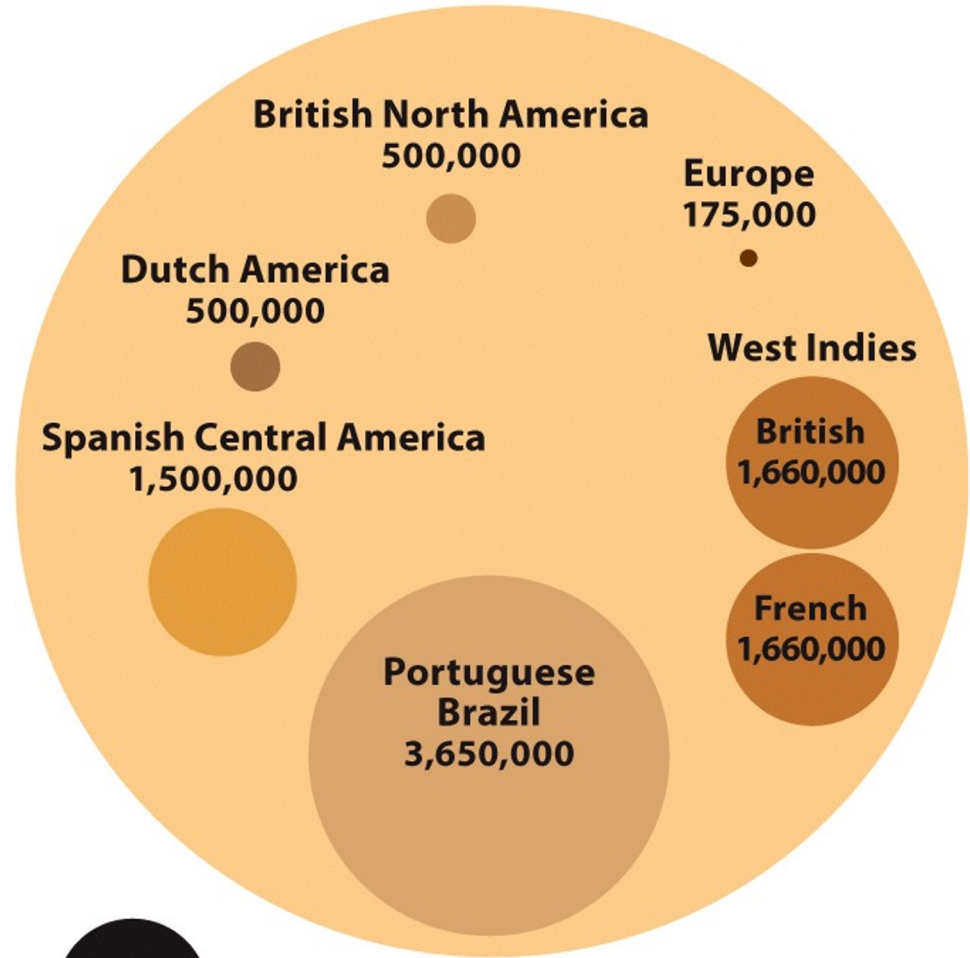 British North America
500,000
Europe
175,000
Dutch America
500,000
West Indies
British
1,660,000
Spanish Central America
1,500,000
French
1,660,000
Portuguese
Brazil
3,650,000